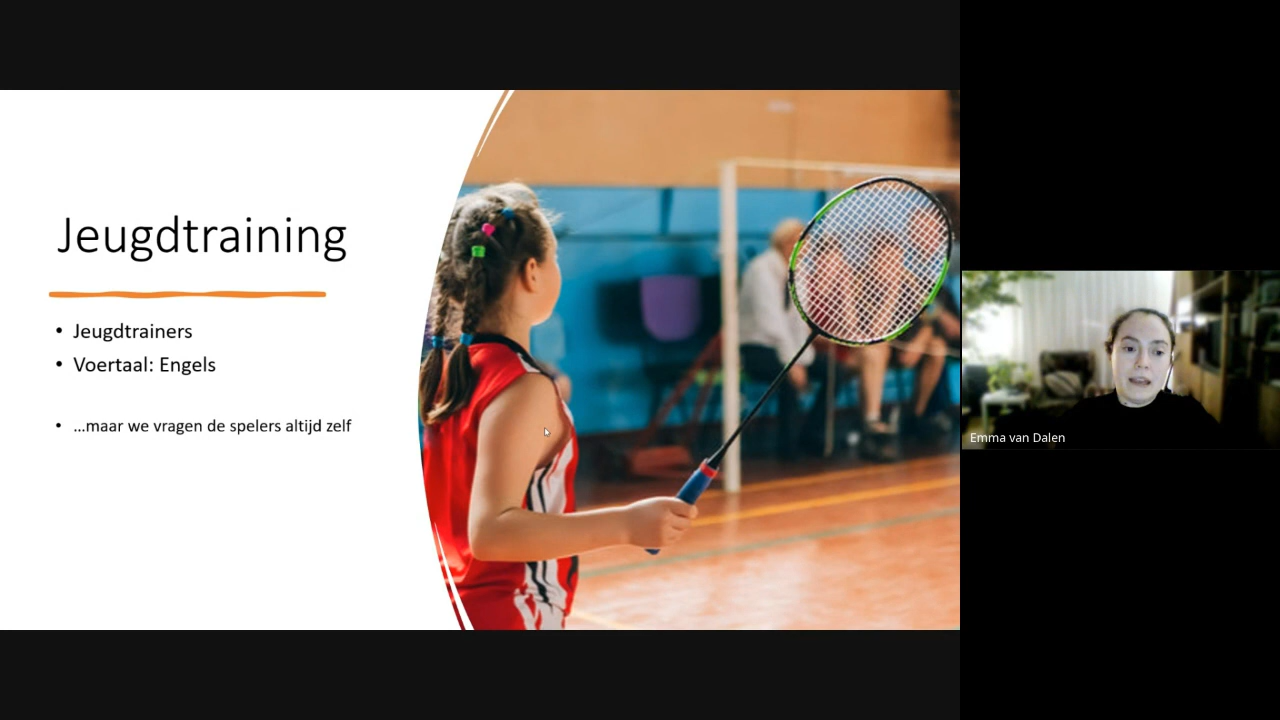 Jeugdtraining
• Jeugdtrainers
• Voertaal: Engels
• ...maar we vragen de spelers altijd zelf
Emma van Dalen